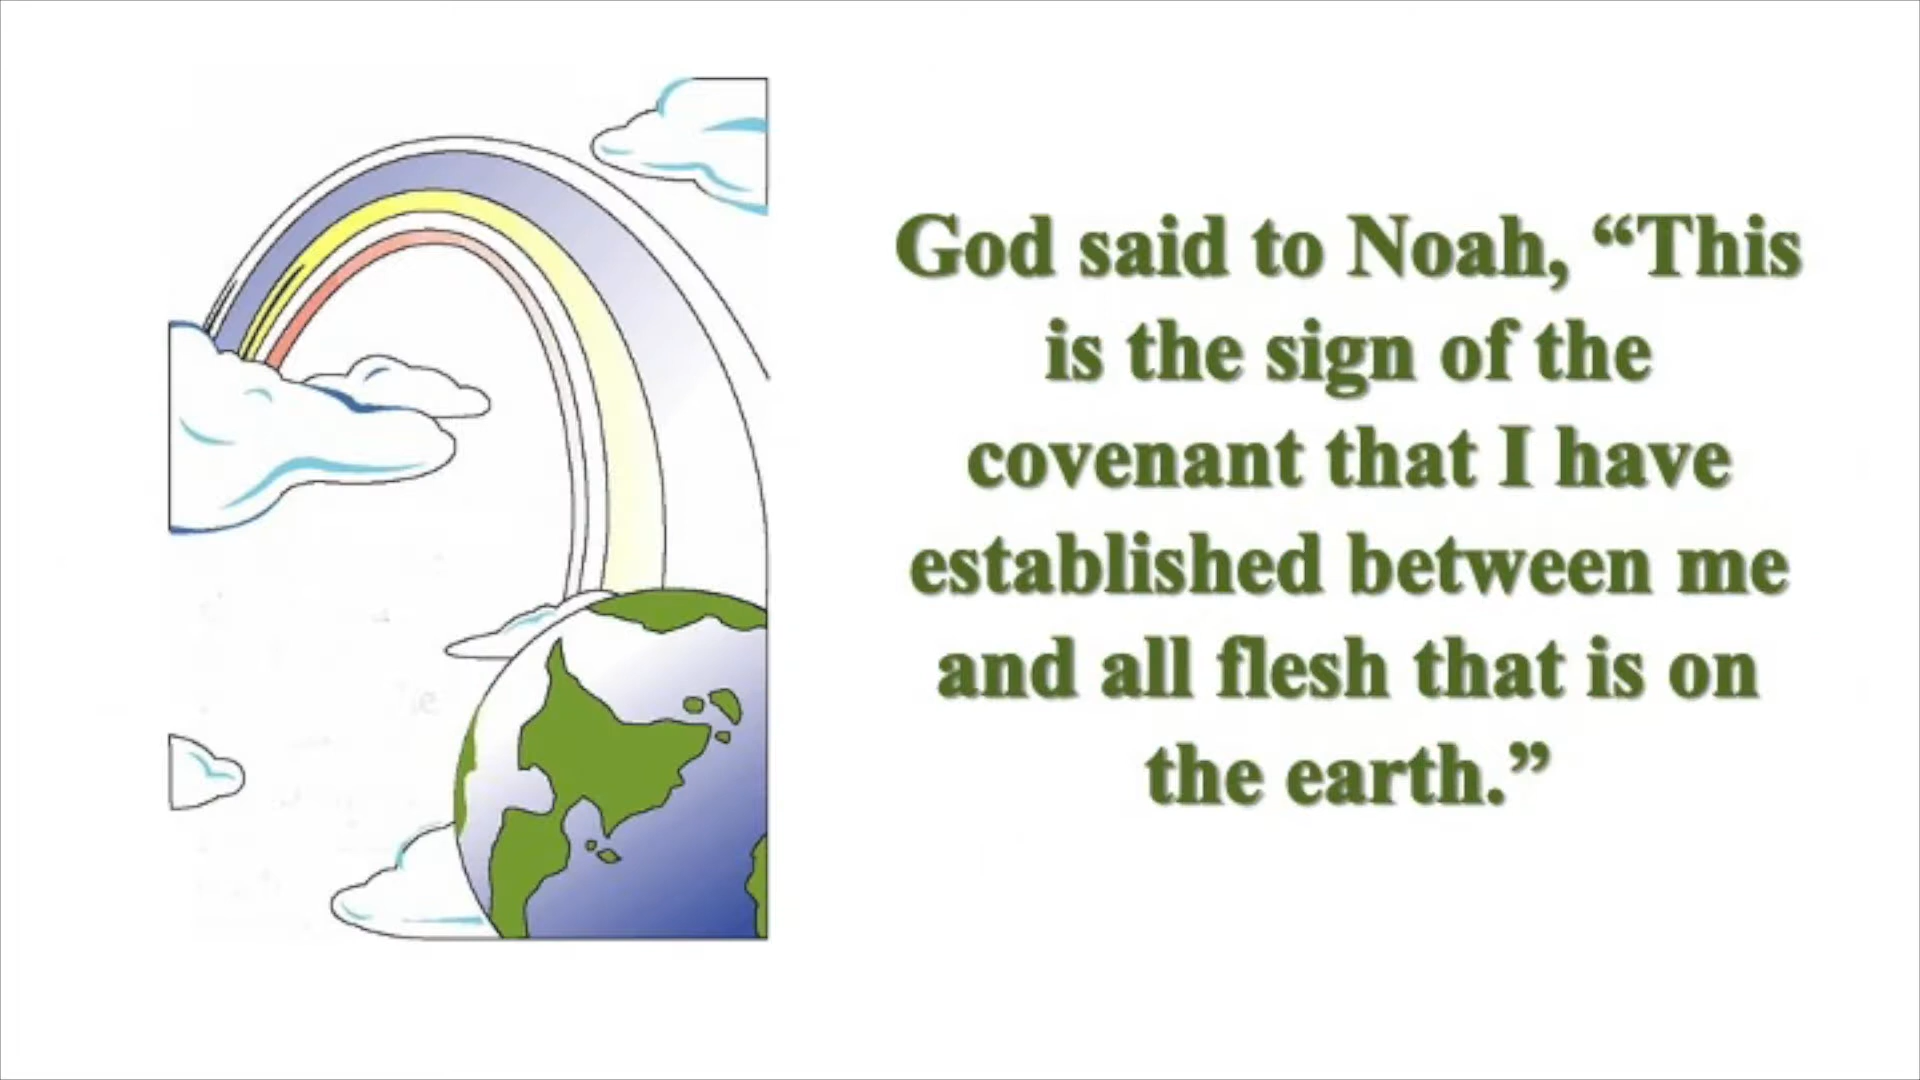 God said to Noah, “This
is the sign of the
covenant that I have
established between me
and all flesh that is on
the earth.”